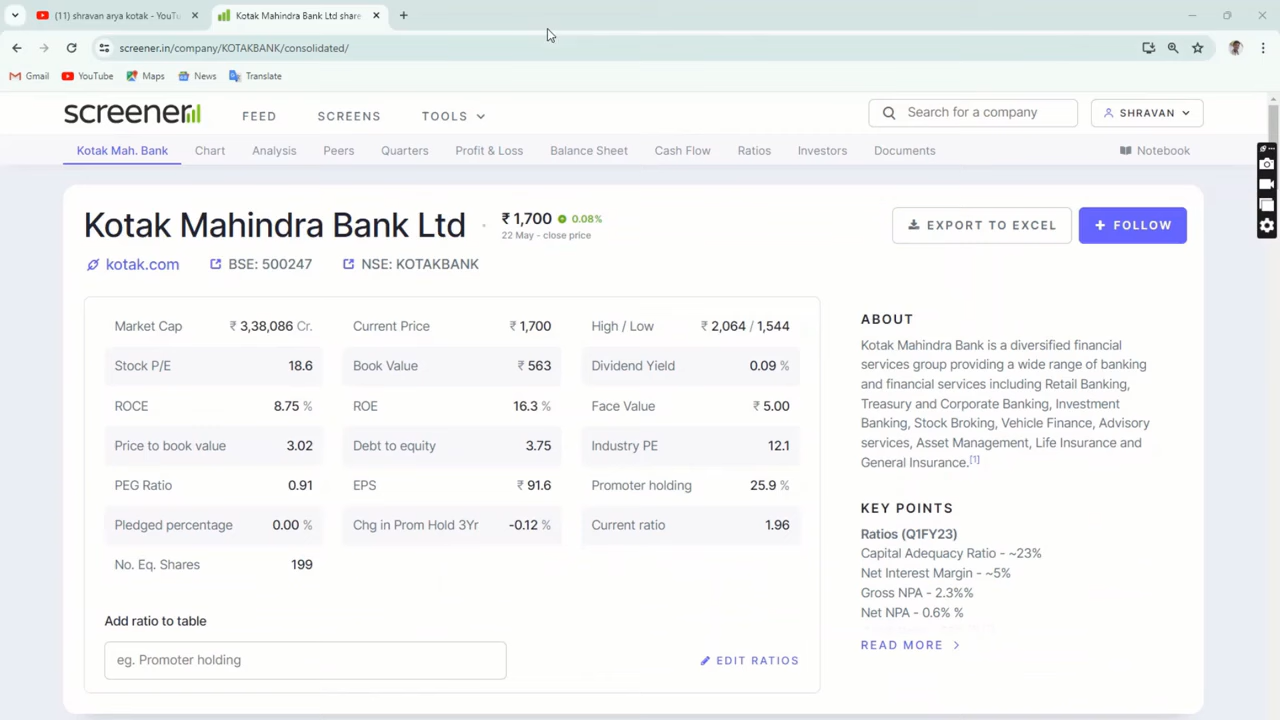 (11) shravan arya kotak - YouTu
Kotak Mahindra Bank Ltd share
screener.in/company/KOTAKBANK/consolidated/
Gmail
YouTube
Maps
News
Translate
screener
FEED
SCREENS
TOOLS
Search for a company
SHRAVAN
Kotak Mah. Bank
Chart
Analysis
Peers
Quarters
Profit & Loss
Balance Sheet
Cash Flow
Ratios
Investors
Documents
Notebook
Kotak Mahindra Bank Ltd
₹ 1,700 0.08%
22 May - close price
EXPORT TO EXCEL
+ FOLLOW
kotak.com
BSE: 500247
NSE: KOTAKBANK
Market Cap ₹ 3,38,086 Cr.
Current Price ₹ 1,700
High / Low ₹ 2,064 / 1,544
Stock P/E 18.6
Book Value ₹ 563
Dividend Yield 0.09 %
ROCE 8.75 %
ROE 16.3 %
Face Value ₹ 5.00
Price to book value 3.02
Debt to equity 3.75
Industry PE 12.1
PEG Ratio 0.91
EPS ₹ 91.6
Promoter holding 25.9 %
Pledged percentage 0.00 %
Chg in Prom Hold 3Yr -0.12 %
Current ratio 1.96
No. Eq. Shares 199
Add ratio to table
eg. Promoter holding
EDIT RATIOS
ABOUT
Kotak Mahindra Bank is a diversified financial
services group providing a wide range of banking
and financial services including Retail Banking,
Treasury and Corporate Banking, Investment
Banking, Stock Broking, Vehicle Finance, Advisory
services, Asset Management, Life Insurance and
General Insurance.[1]
KEY POINTS
Ratios (Q1FY23)
Capital Adequacy Ratio - ~23%
Net Interest Margin - ~5%
Gross NPA - 2.3%%
Net NPA - 0.6% %
READ MORE >